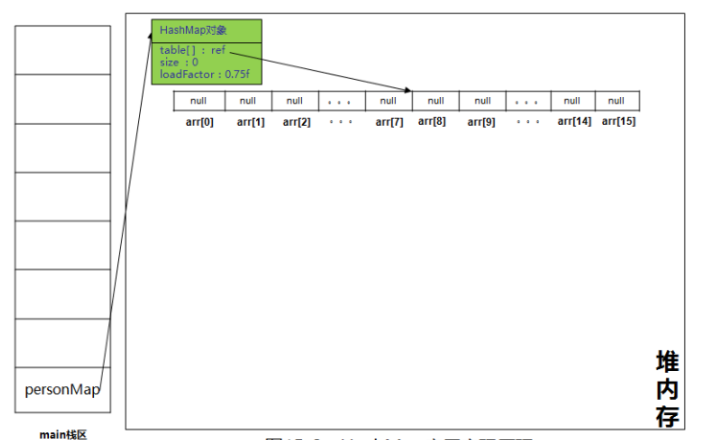 HashMap对象
table[] : ref
size : 0
loadFactor : 0.75f
null null null 。。。 null null null 。。。 null null
arr[0] arr[1] arr[2] 。。。 arr[7] arr[8] arr[9] 。。。 arr[14] arr[15]
堆
内
存
personMap
main栈区